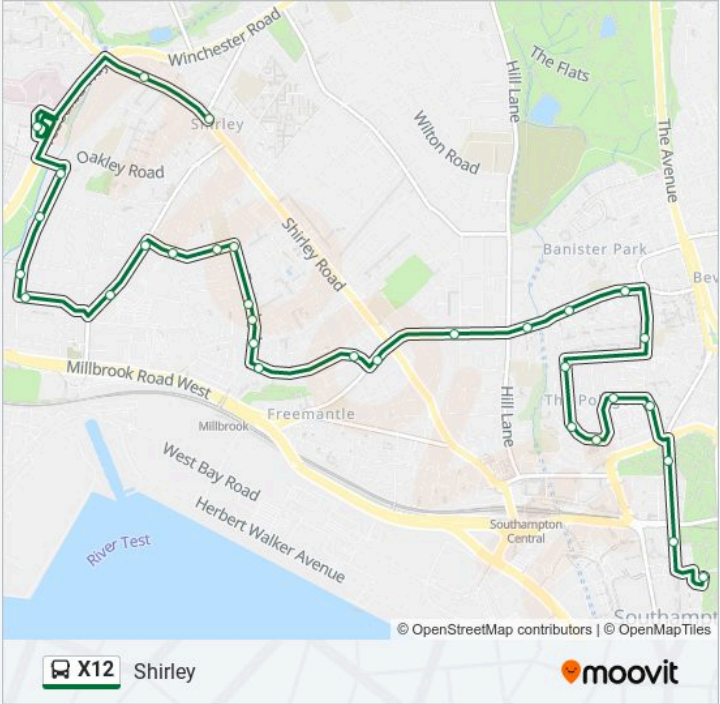 Winchester Road
The Flats
Hill Lane
The Avenue
Shirley
Wilton Road
Oakley Road
Shirley Road
Banister Park
Bev
Millbrook Road West
Hill Lane
Freemantle
Millbrook
West Bay Road
Herbert Walker Avenue
Southampton
Central
River Test
Southampt
© OpenStreetMap contributors | © OpenMapTiles
X12 Shirley
moovit